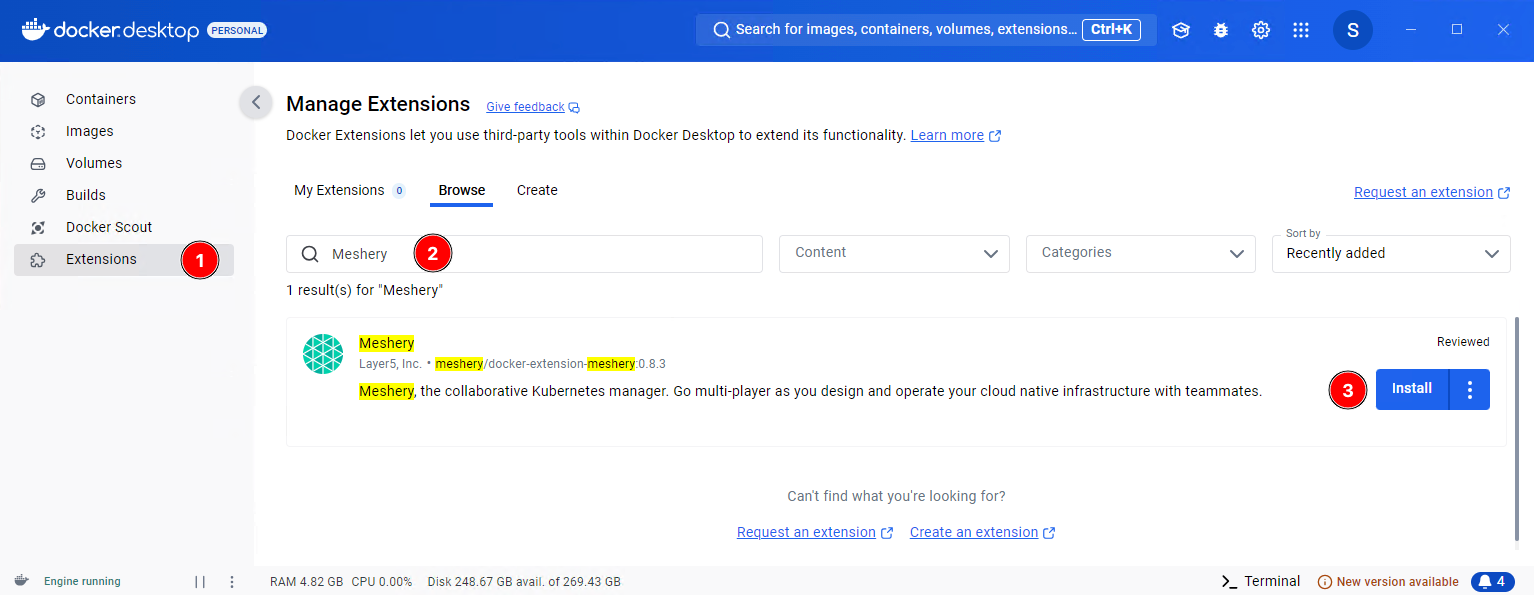 docker.desktop PERSONAL
Search for images, containers, volumes, extensions... Ctrl+K
S
Containers
Images
Volumes
Builds
Docker Scout
Extensions
1
Manage Extensions Give feedback
Docker Extensions let you use third-party tools within Docker Desktop to extend its functionality. Learn more
My Extensions 0 Browse Create
Request an extension
Meshery 2
Content
Categories
Sort by
Recently added
1 result(s) for "Meshery"
Meshery
Reviewed
Layer5, Inc. • meshery/docker-extension-meshery:0.8.3
Meshery, the collaborative Kubernetes manager. Go multi-player as you design and operate your cloud native infrastructure with teammates.
3 Install
Can't find what you're looking for?
Request an extension Create an extension
Engine running
RAM 4.82 GB CPU 0.00% Disk 248.67 GB avail. of 269.43 GB
Terminal
New version available
4